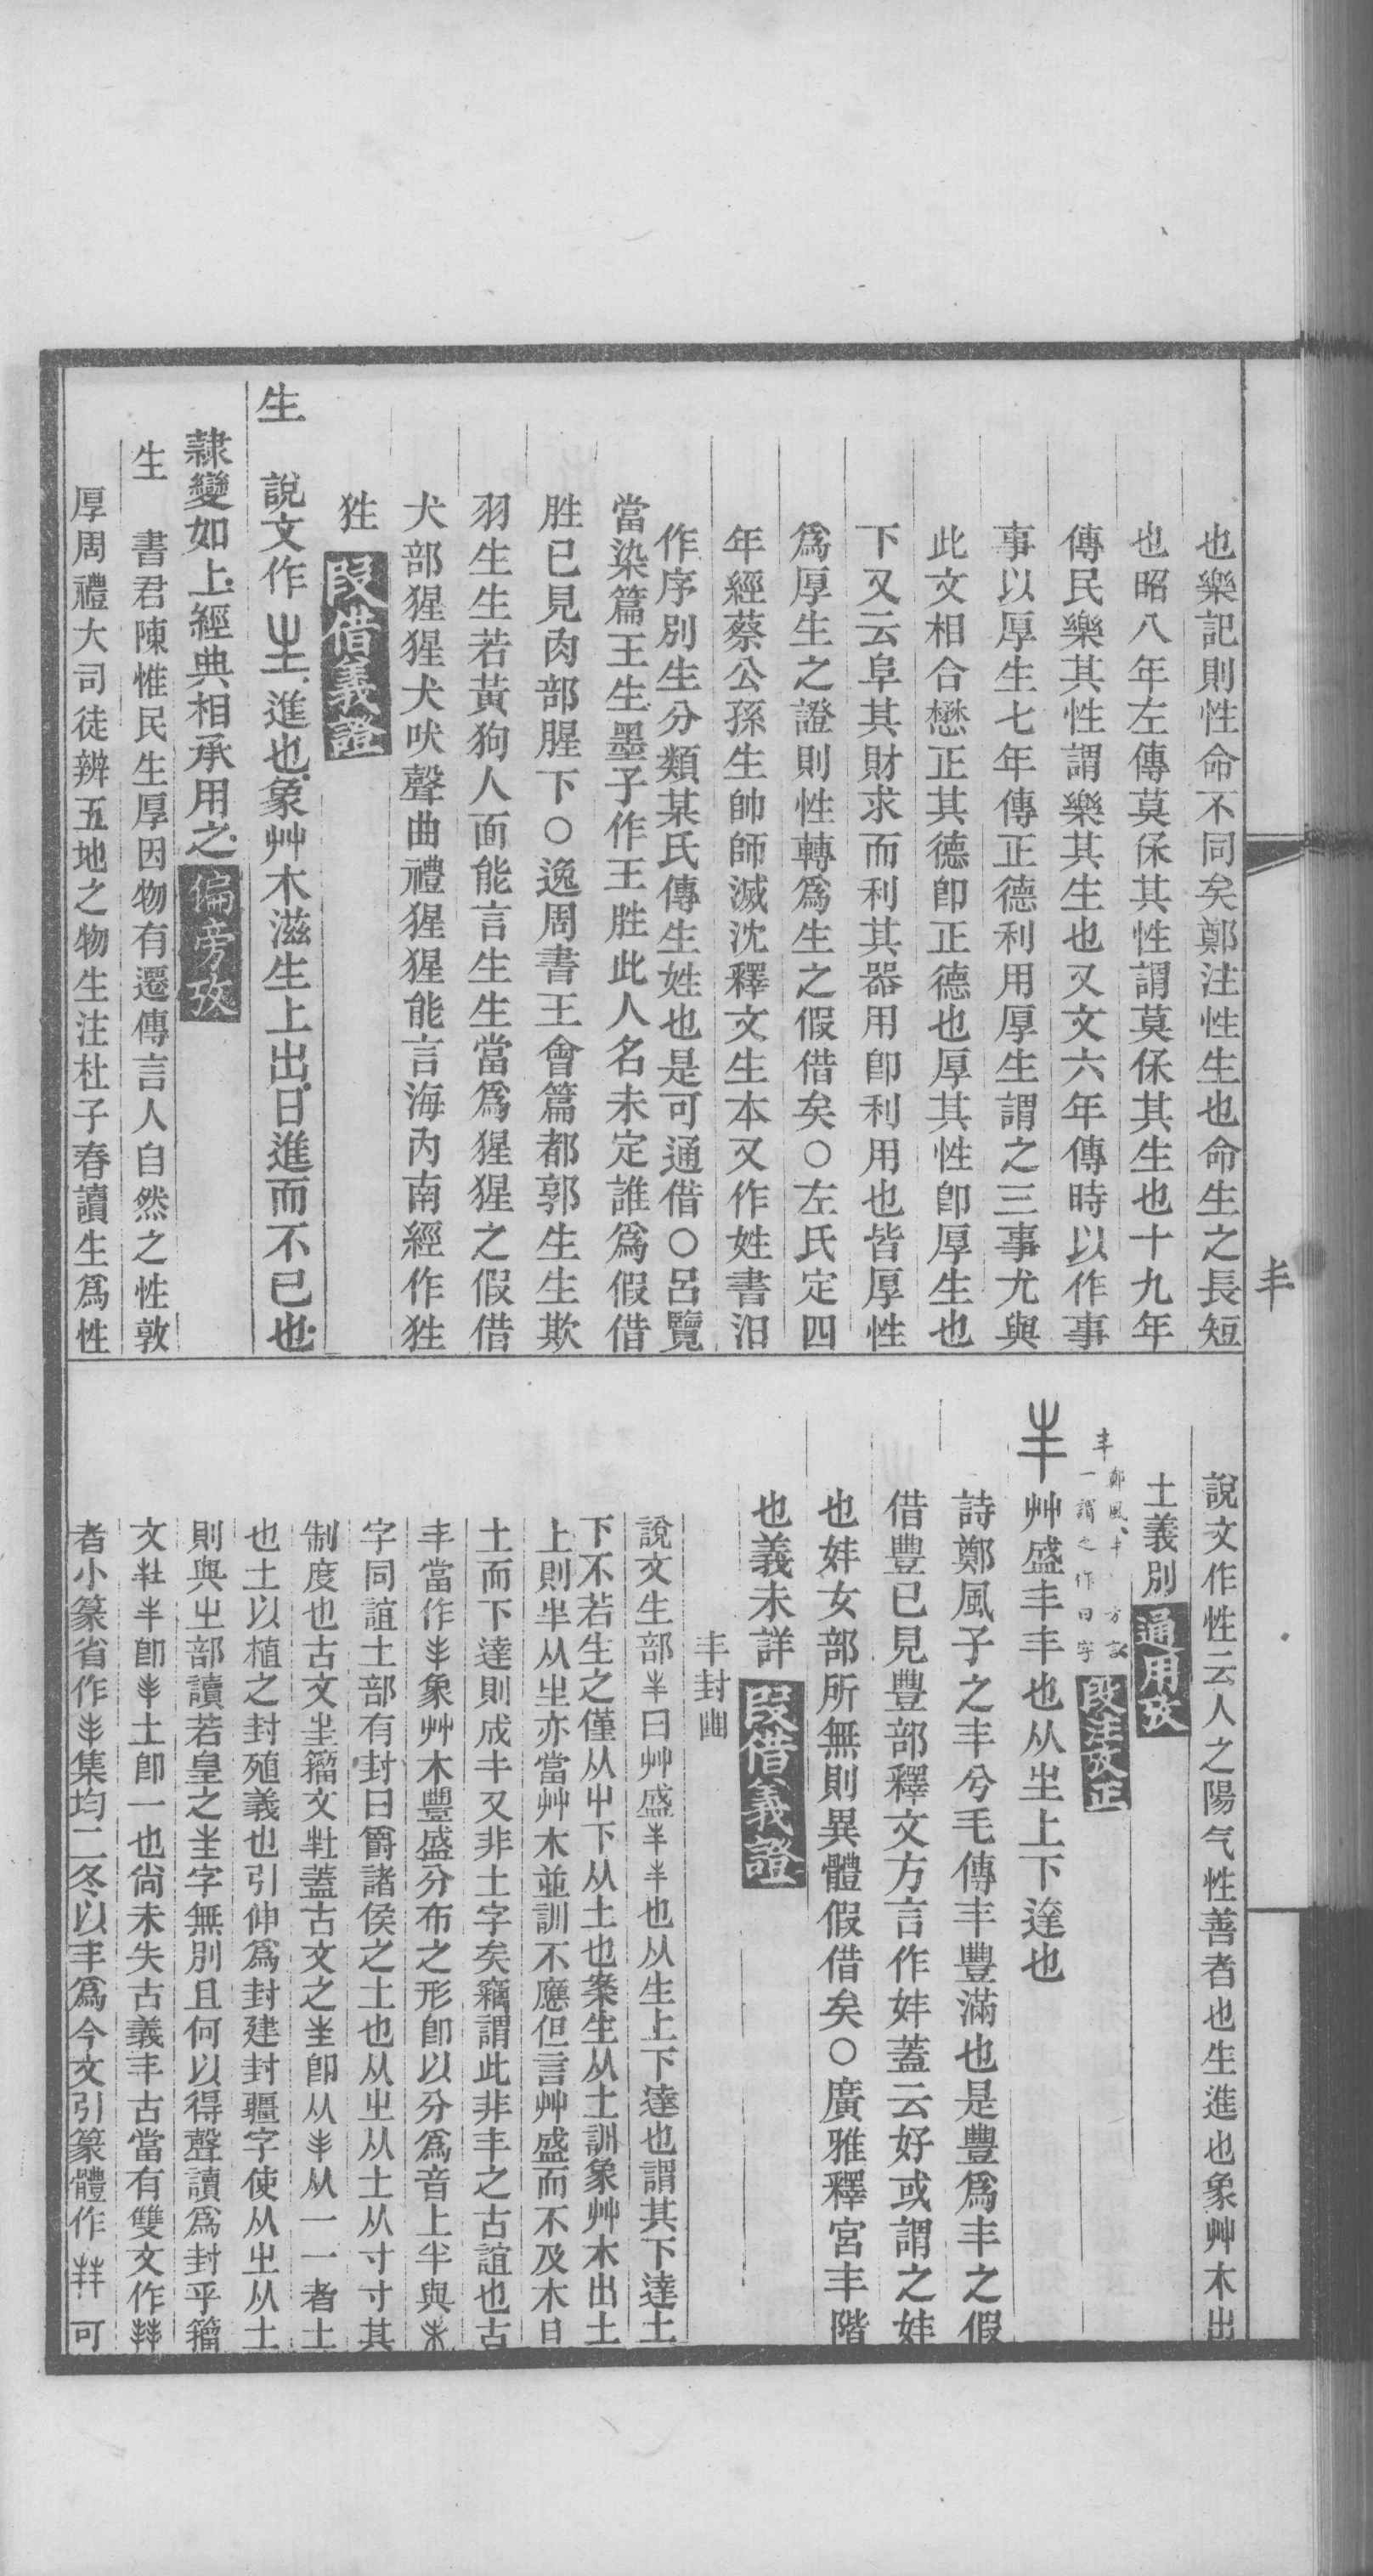 也樂記則性命不同矣鄭注性生也命生之長短
也昭八年左傳莫保其性謂莫保其生也十九年
傳民樂其性謂樂其生也又文六年傳時以作事
事以厚生七年傳正德利用厚生謂之三事尤與
此文相合懋正其德卽正德也厚其性卽厚生也
下又云阜其財求而利其器用卽利用也皆厚性
爲厚生之證則性轉爲生之假借矣○左氏定四
年經蔡公孫生帥師滅沈釋文生本又作姓書汩
作序別生分類某氏傳生姓也是可通借○呂覽
當染篇王生墨子作王胜此人名未定誰爲假借
胜已見肉部腥下○逸周書王會篇都郭生生欺
羽生生若黃狗人面能言生生當爲猩猩之假借
犬部猩猩犬吠聲曲禮猩猩能言海內南經作狌
狌 叚借義證
生 說文作𤯓進也象艸木滋生上出日進而不已也
隸變如上經典相承用之 偏旁攷
生 書君陳惟民生厚因物有遷傳言人自然之性敦
厚周禮大司徒辨五地之物生注杜子春讀生爲性
丰
說文作性云人之陽气性善者也生進也象艸木出
土義別 通用攷
丰 鄭風丰 方言
一謂之作 字 段注攷正
丰 艸盛丰丰也从生上下達也
詩鄭風子之丰兮毛傳丰豐滿也是豐爲丰之假
借豐已見豐部釋文方言作妦蓋云好或謂之妦
也妦女部所無則異體假借矣○廣雅釋宮丰階
也義未詳 叚借義證
丰封𡉚
說文生部丰曰艸盛丰丰也从生上下達也謂其下達土
下不若生之僅从屮下从土也案生从土訓象艸木出土
上則丰从生亦當艸木並訓不應但言艸盛而不及木且
土而下達則成丰又非土字矣竊謂此非丰之古誼也古
丰當作丰象艸木豐盛分布之形卽以分爲音上半與木
字同誼土部有封曰爵諸侯之土也从㞢从土从寸寸其
制度也古文𡉚籀文𡉘蓋古文之𡉚卽从丰从一一者土
也土以植之封殖義也引伸爲封建封疆字使从㞢从土
則與㞢部讀若皇之㞷字無別且何以得聲讀爲封乎籀
文𡉘丰卽丰土卽一也尙未失古義丰古當有雙文作𠦬
者小篆省作丰集均二冬以丰爲今文引篆體作𠦬可